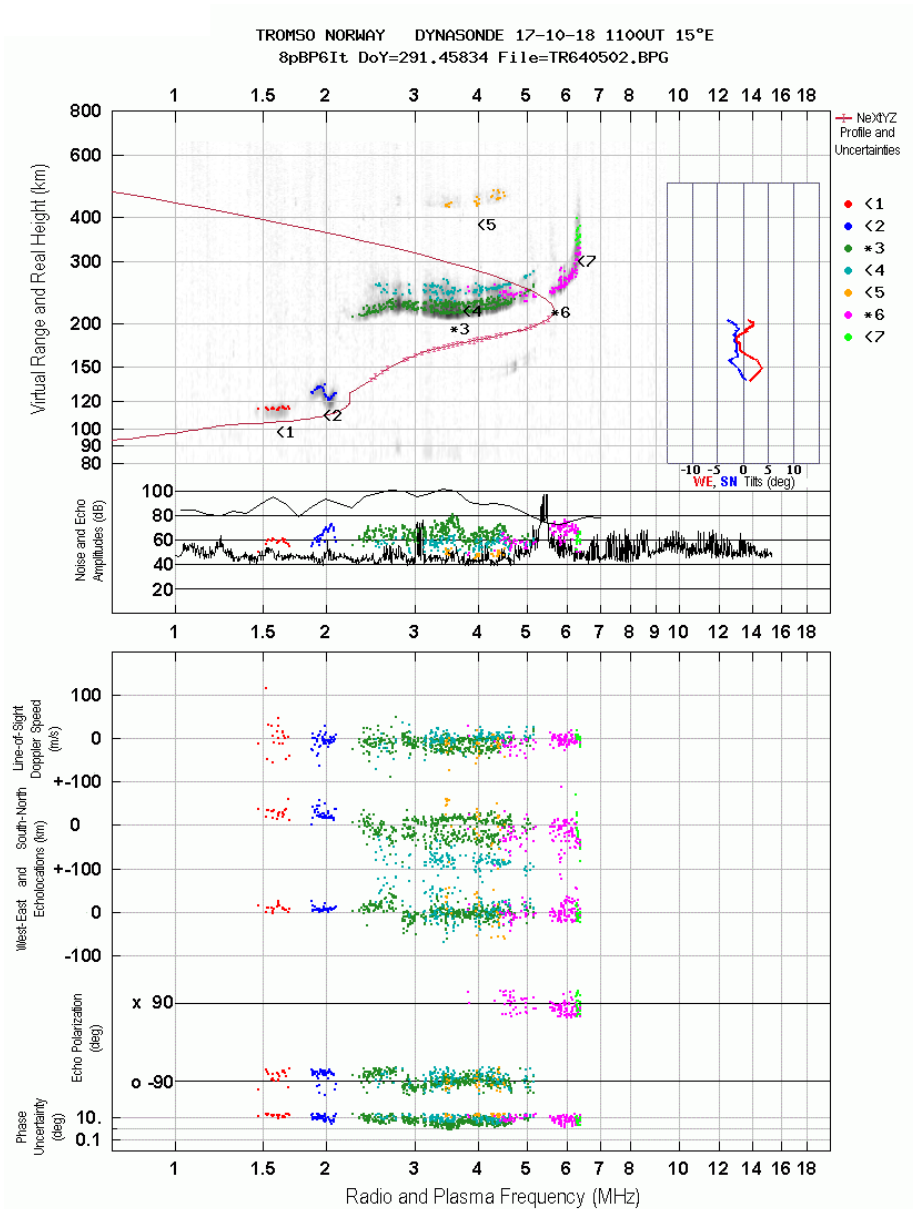 TROMSO NORWAY DYNASONDE 17-10-18 1100UT 15°E
8pBP6It DoY=291.45834 File=TR640502.BPG
1 1.5 2 3 4 5 6 7 8 9 10 12 14 16 18
Virtual Range and Real Height (km)
800
600
400
300
200
150
120
100
90
80
<5
<7
<4
*6
*3
<2
<1
NeXtYZ
Profile and
Uncertainties
<1
<2
*3
<4
<5
*6
<7
-10 -5 0 5 10
WE, SN Tilts (deg)
Noise and Echo
Amplitudes (dB)
100
80
60
40
20
1 1.5 2 3 4 5 6 7 8 9 10 12 14 16 18
Line-of-Sight
Doppler Speed
(m/s)
100
0
+-100
West-East and South-North
Echolocations (km)
0
+-100
0
-100
Echo Polarization
(deg)
x 90
o -90
Phase
Uncertainty
(deg)
10.
0.1
1 1.5 2 3 4 5 6 7 8 9 10 12 14 16 18
Radio and Plasma Frequency (MHz)